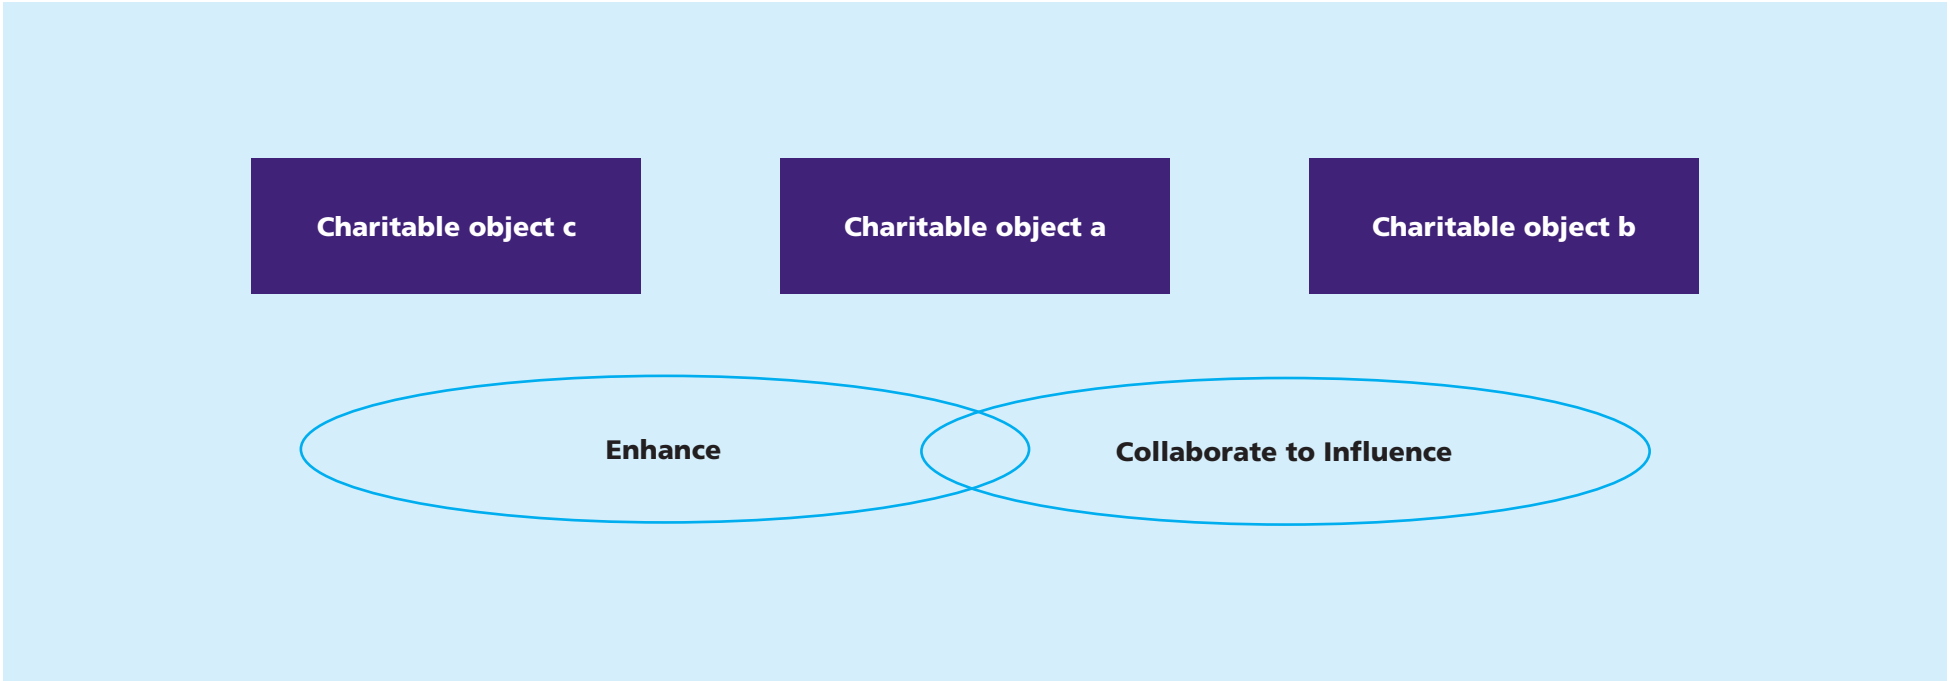 Charitable object c
Charitable object a
Charitable object b
Enhance
Collaborate to Influence